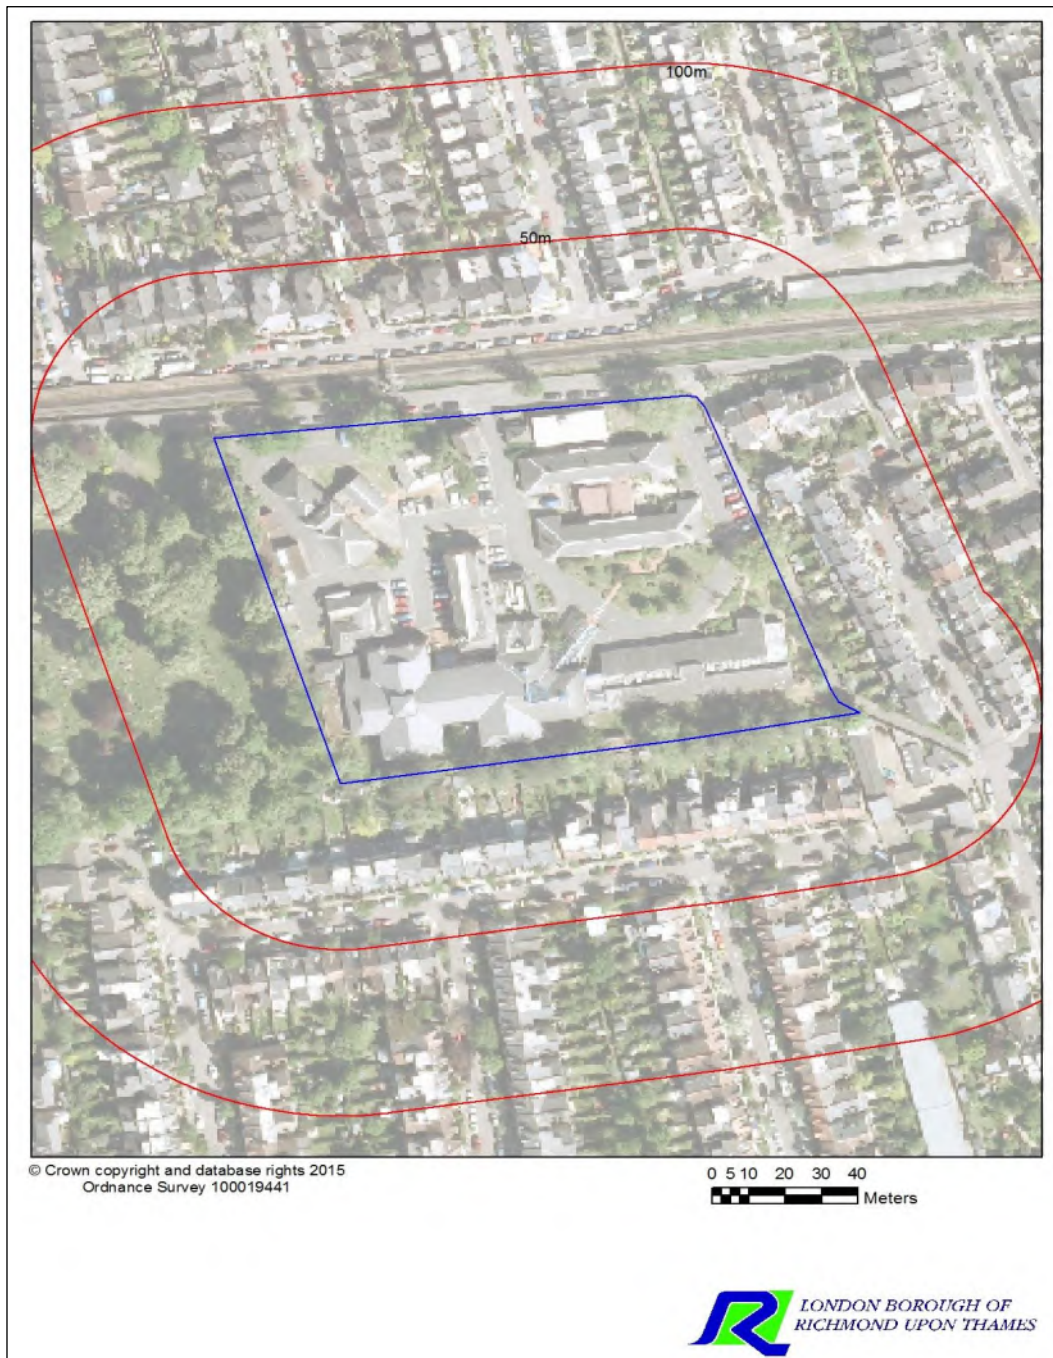 100m
50m
© Crown copyright and database rights 2015
Ordnance Survey 100019441
0 5 10 20 30 40
Meters
LONDON BOROUGH OF
RICHMOND UPON THAMES